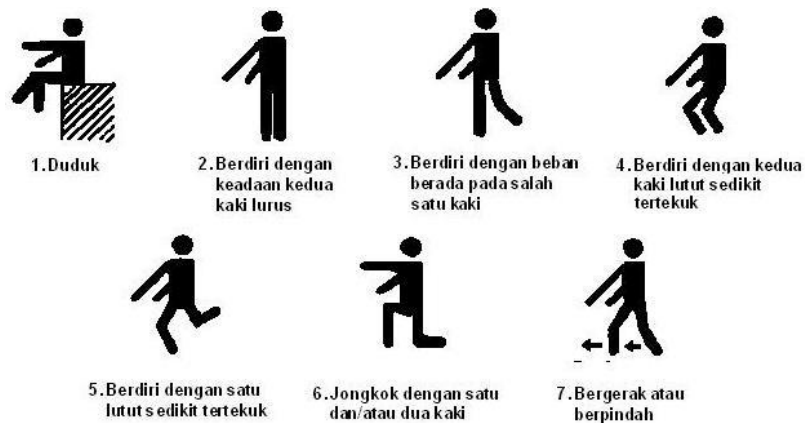 1.Duduk
2.Berdiri dengan
keadaan kedua
kaki lurus
3.Berdiri dengan beban
berada pada salah
satu kaki
4.Berdiri dengan kedua
kaki lutut sedikit
tertekuk
5.Berdiri dengan satu
lutut sedikit tertekuk
6.Jongkok dengan satu
dan/atau dua kaki
7.Bergerak atau
berpindah